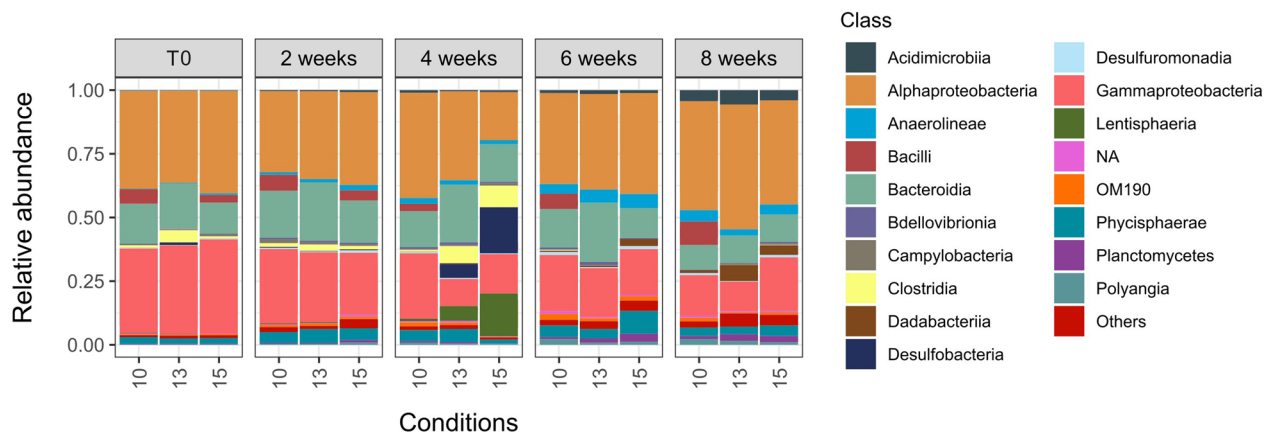 Class
T0 2 weeks 4 weeks 6 weeks 8 weeks
Acidimicrobiia Desulfuromonadia
Alphaproteobacteria Gammaproteobacteria
Anaerolineae Lentisphaeria
Bacilli NA
Bacteroidia OM190
Bdellovibrionia Phycisphaerae
Campylobacteria Planctomycetes
Clostridia Polyangia
Dadabacteriia Others
Desulfobacteria
Relative abundance
1.00
0.75
0.50
0.25
0.00
10 13 15 10 13 15 10 13 15 10 13 15 10 13 15
Conditions